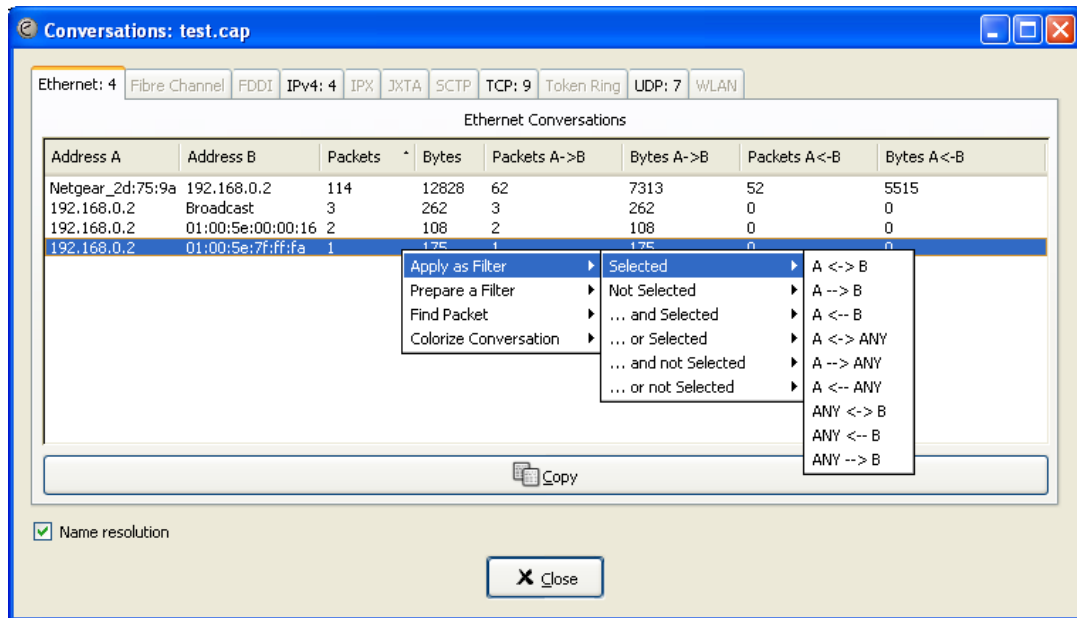 Conversations: test.cap
Ethernet: 4 Fibre Channel FDDI IPv4: 4 IPX JXTA SCTP TCP: 9 Token Ring UDP: 7 WLAN
Ethernet Conversations
Address A Address B Packets Bytes Packets A->B Bytes A->B Packets A<-B Bytes A<-B
Netgear_2d:75:9a 192.168.0.2 114 12828 62 7313 52 5515
192.168.0.2 Broadcast 3 262 3 262 0 0
192.168.0.2 01:00:5e:00:00:16 2 108 2 108 0 0
192.168.0.2 01:00:5e:7f:ff:fa 1 175 1 175 0 0
Apply as Filter Selected A <-> B
Prepare a Filter Not Selected A --> B
Find Packet ... and Selected A <-- B
Colorize Conversation ... or Selected A <-> ANY
... and not Selected A --> ANY
... or not Selected A <-- ANY
ANY <-> B
ANY <-- B
ANY --> B
Copy
Name resolution
Close